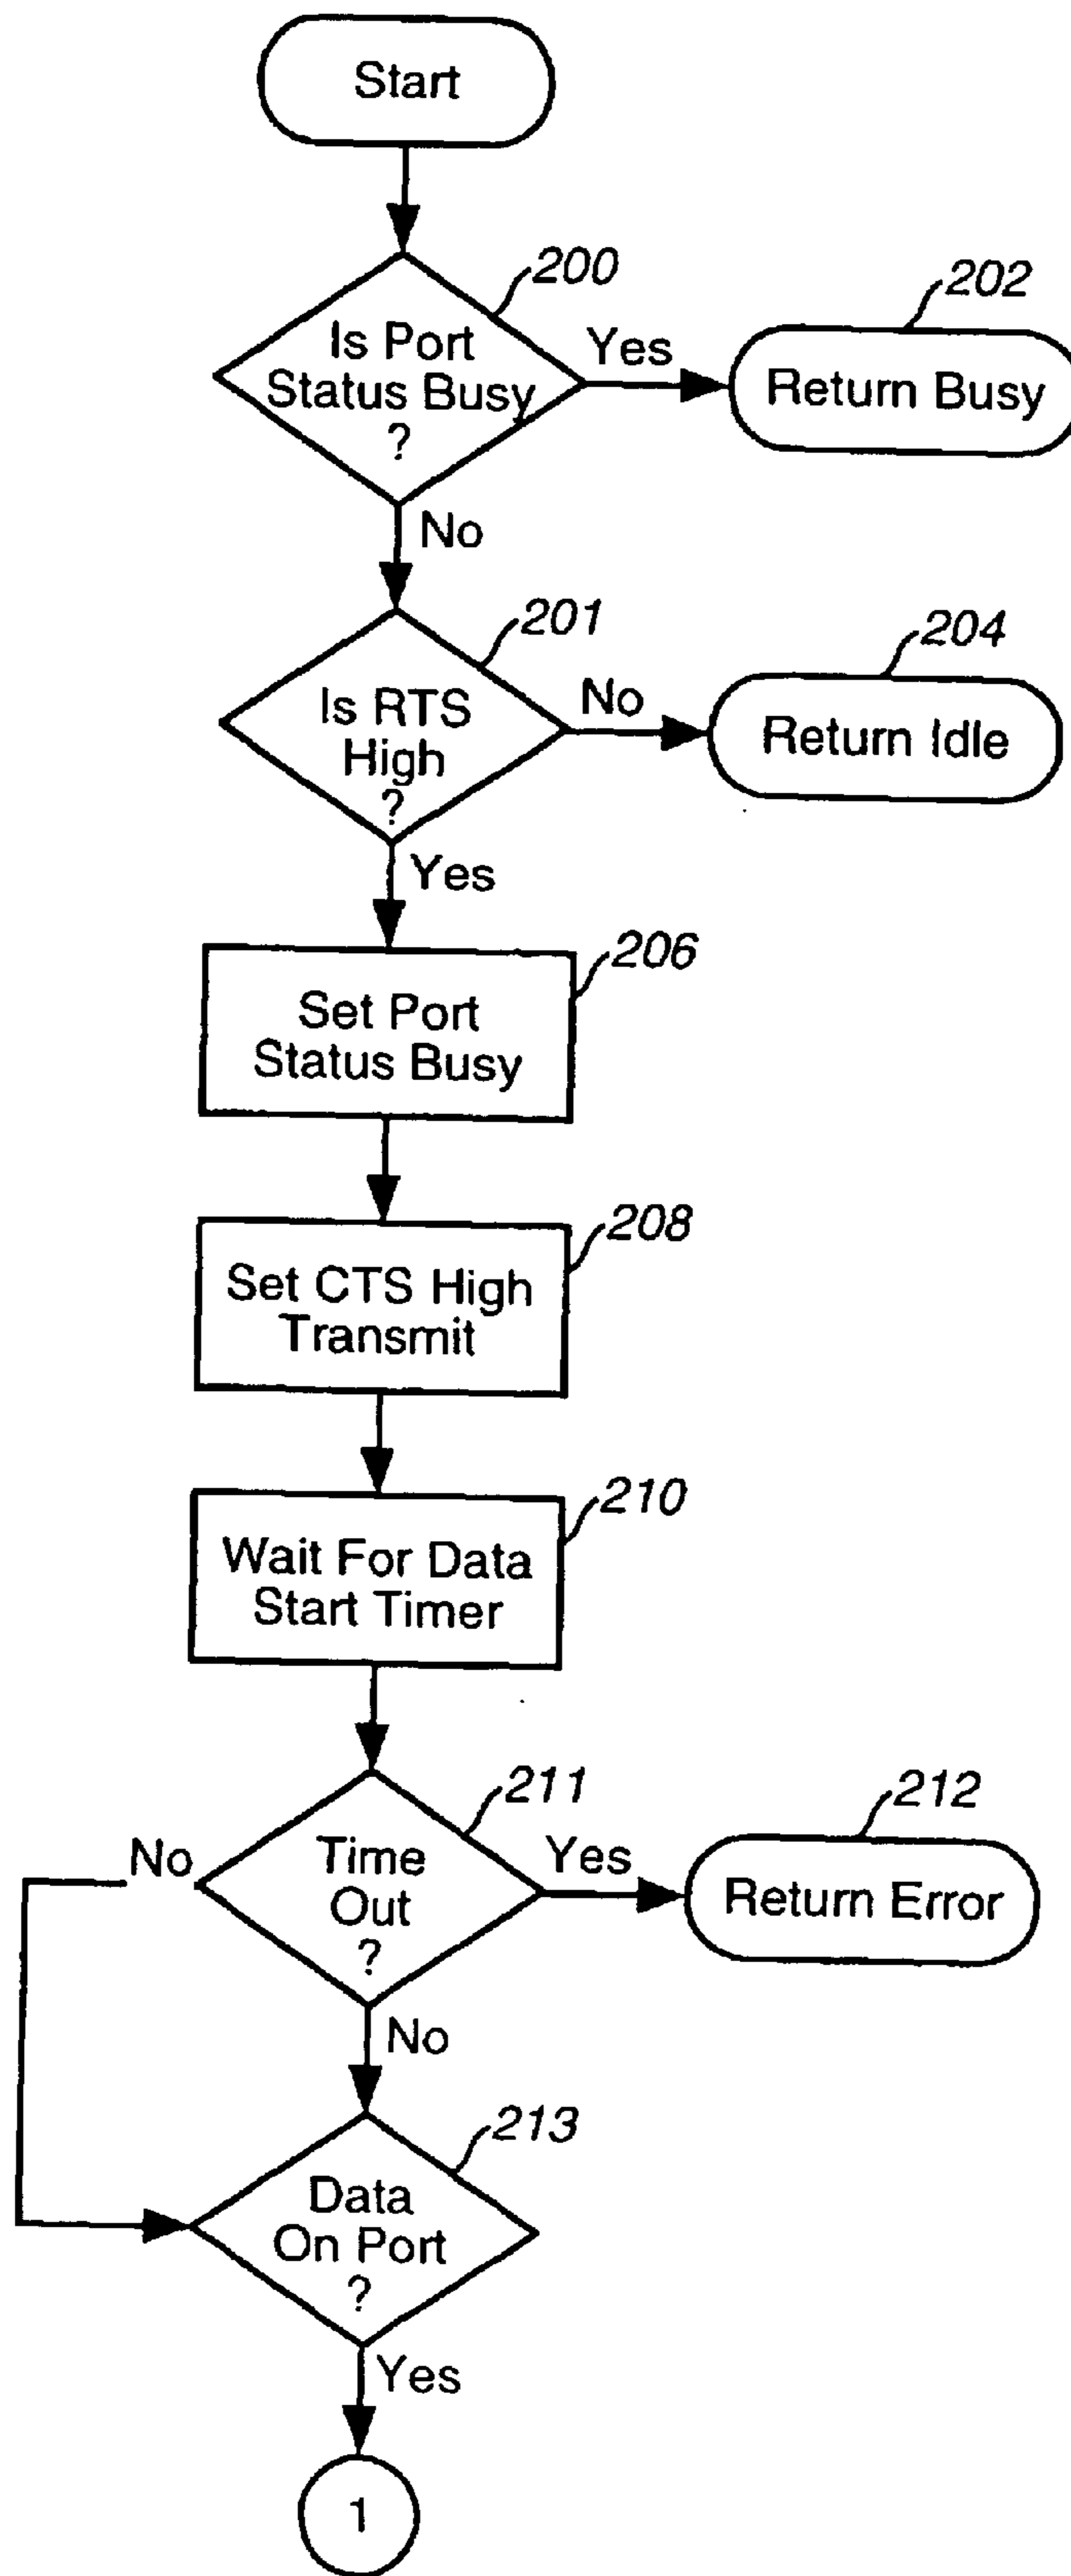 Start
200
Is Port
Status Busy
?
Yes
202
Return Busy
No
201
Is RTS
High
?
No
204
Return Idle
Yes
206
Set Port
Status Busy
208
Set CTS High
Transmit
210
Wait For Data
Start Timer
211
No
Time
Out
?
Yes
212
Return Error
No
213
Data
On Port
?
Yes
1